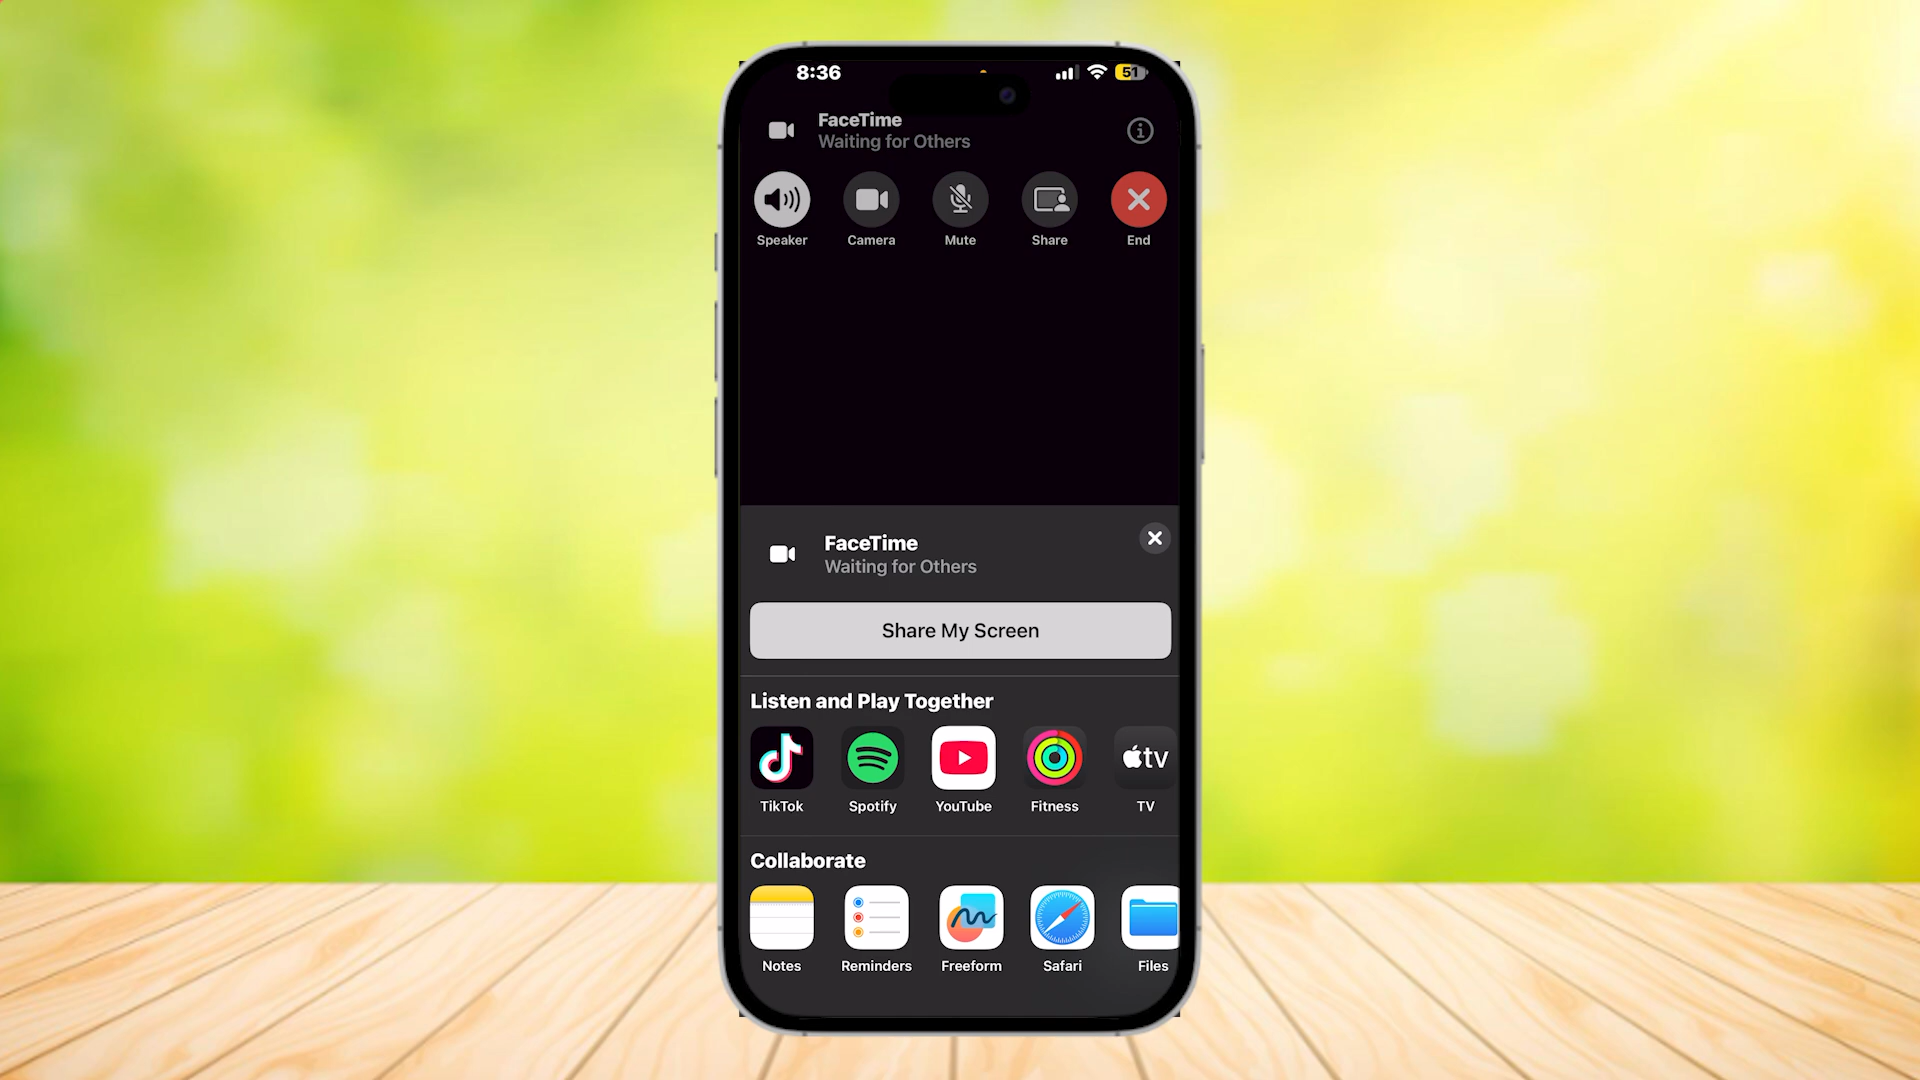 8:36
51
FaceTime
Waiting for Others
Speaker
Camera
Mute
Share
End
FaceTime
Waiting for Others
Share My Screen
Listen and Play Together
tv
TikTok
Spotify
YouTube
Fitness
TV
Collaborate
Notes
Reminders
Freeform
Safari
Files